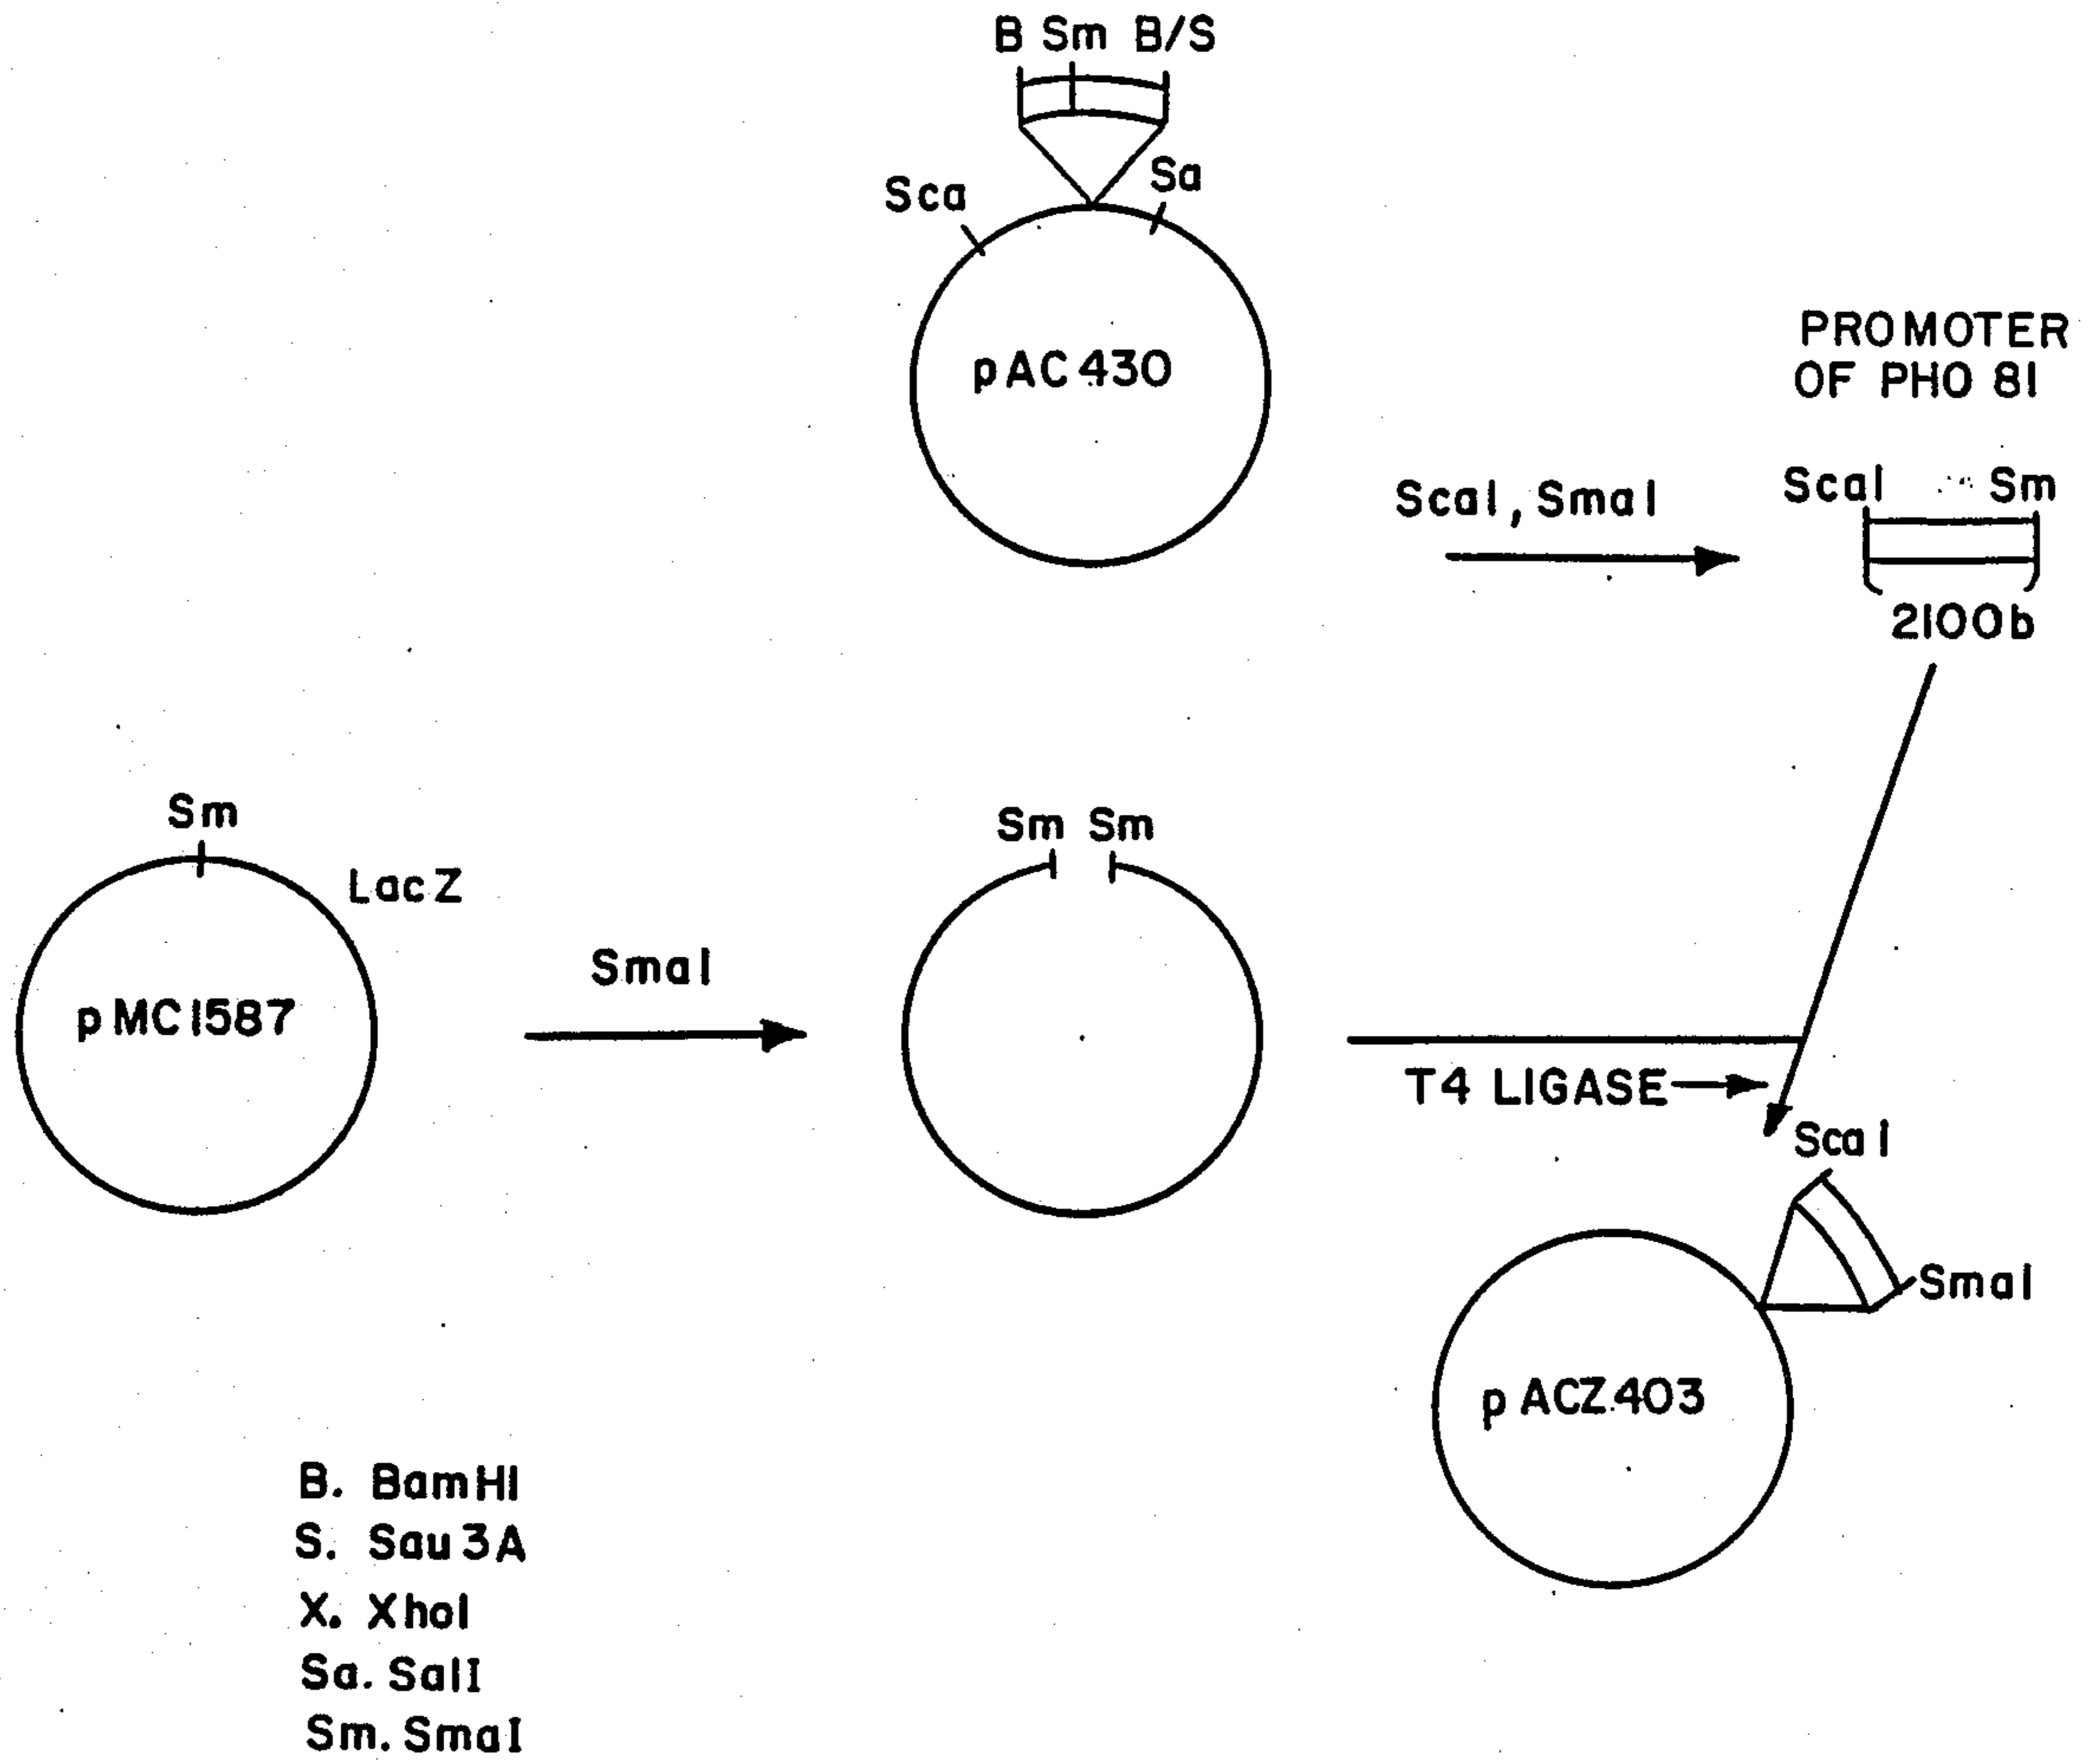 B Sm B/S
Sca
Sa
pAC430
PROMOTER
OF PHO 81
ScaI, SmaI
ScaI Sm
2100b
Sm
LacZ
pMC1587
SmaI
Sm Sm
T4 LIGASE
ScaI
SmaI
pACZ403
B. BamHI
S. Sau3A
X. XhoI
Sa. SalI
Sm. SmaI